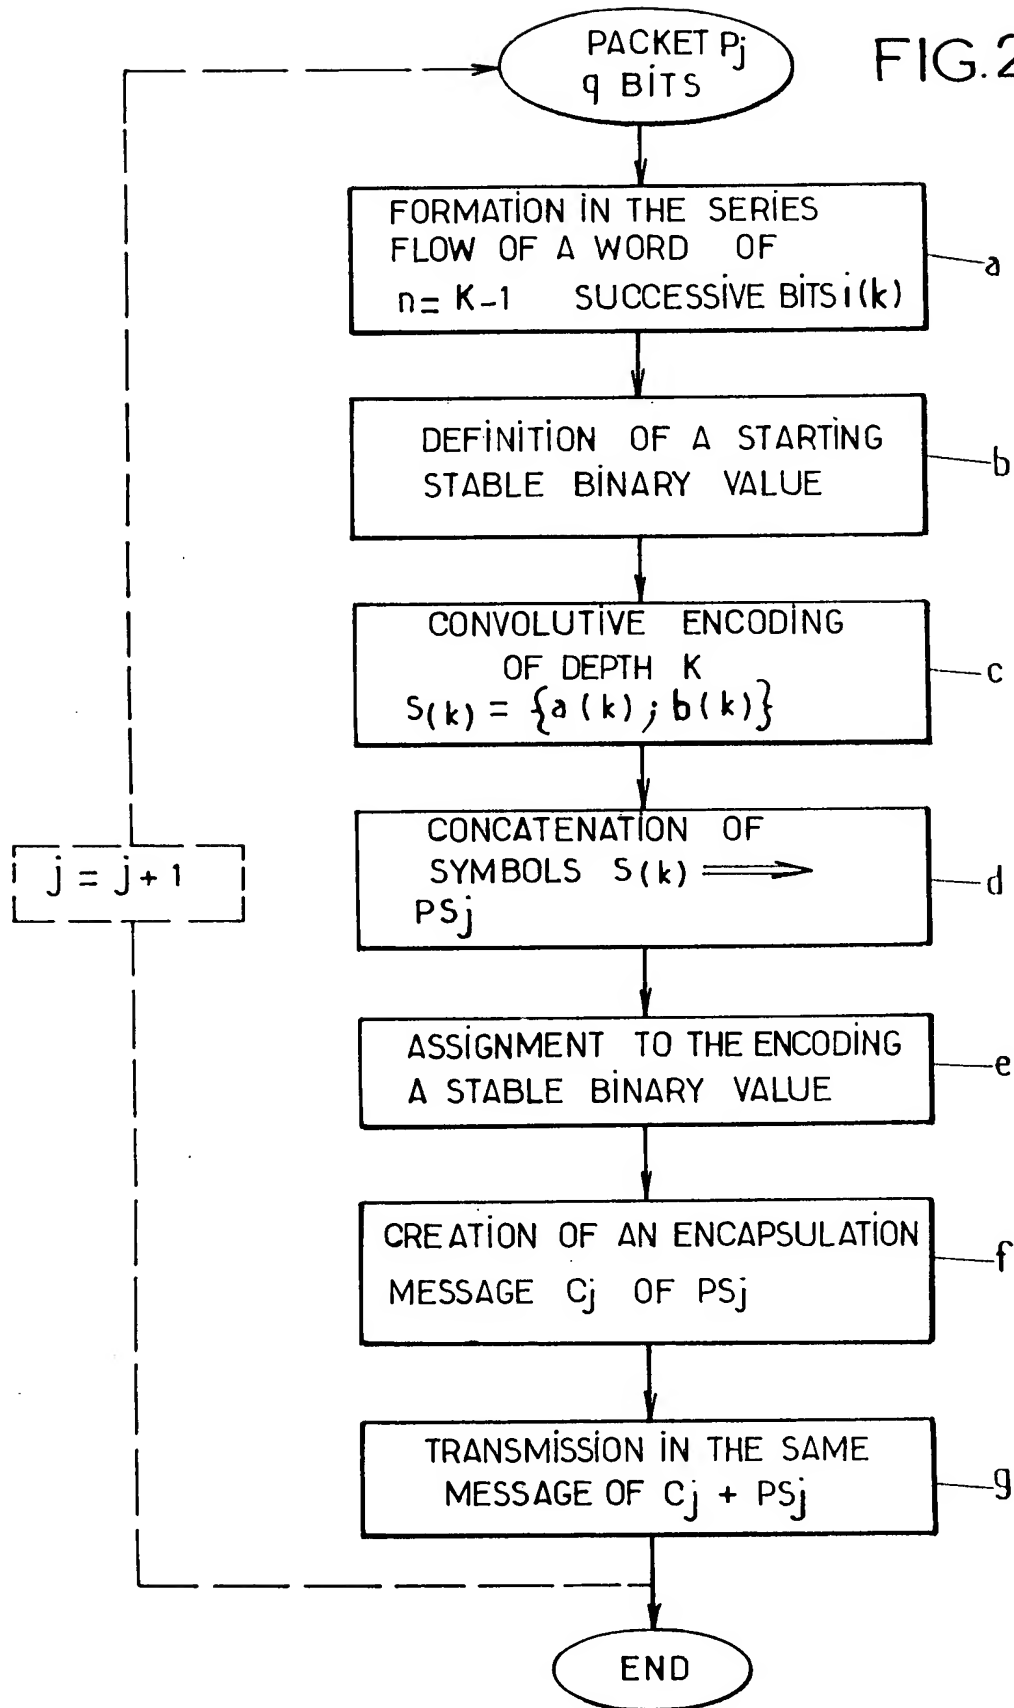 PACKET Pj
q BITS
FIG.2
FORMATION IN THE SERIES
FLOW OF A WORD OF
n = K-1 SUCCESSIVE BITS i(k)
a
DEFINITION OF A STARTING
STABLE BINARY VALUE
b
CONVOLUTIVE ENCODING
OF DEPTH K
S(k) = {a(k); b(k)}
c
CONCATENATION OF
SYMBOLS S(k) ⟹
PSj
d
j = j + 1
ASSIGNMENT TO THE ENCODING
A STABLE BINARY VALUE
e
CREATION OF AN ENCAPSULATION
MESSAGE Cj OF PSj
f
TRANSMISSION IN THE SAME
MESSAGE OF Cj + PSj
g
END